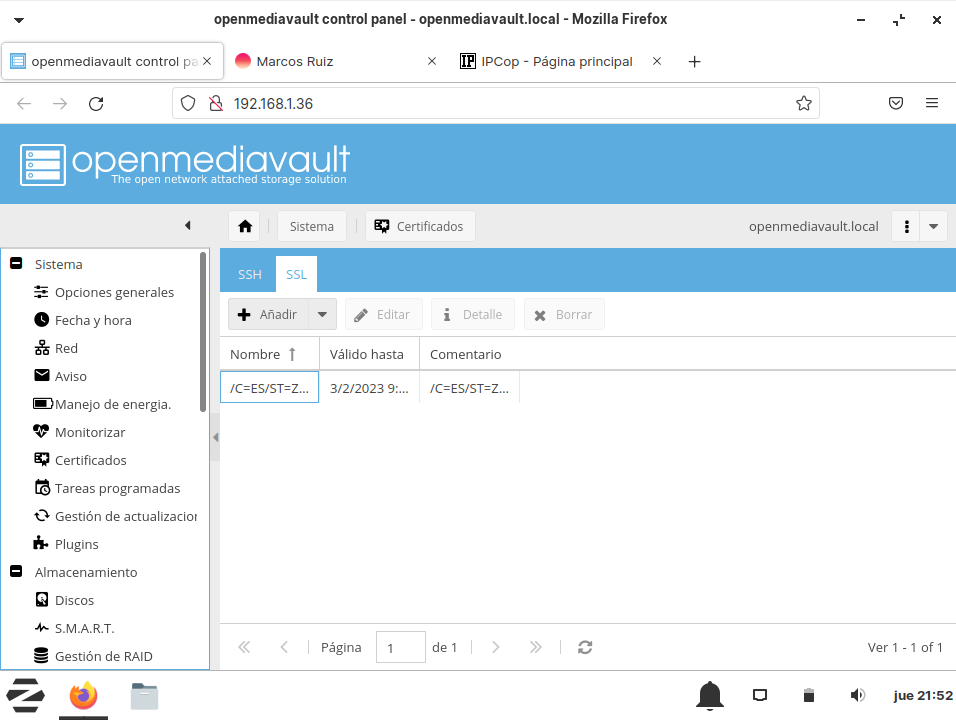 openmediavault control panel - openmediavault.local - Mozilla Firefox
openmediavault control pa
Marcos Ruiz
IPCop - Página principal
192.168.1.36
openmediavault
The open network attached storage solution
Sistema
Certificados
openmediavault.local
Sistema
Opciones generales
Fecha y hora
Red
Aviso
Manejo de energia.
Monitorizar
Certificados
Tareas programadas
Gestión de actualizacion
Plugins
Almacenamiento
Discos
S.M.A.R.T.
Gestión de RAID
SSH
SSL
Añadir
Editar
Detalle
Borrar
Nombre
Válido hasta
Comentario
/C=ES/ST=Z...
3/2/2023 9:...
/C=ES/ST=Z...
Página
1
de 1
Ver 1 - 1 of 1
jue 21:52